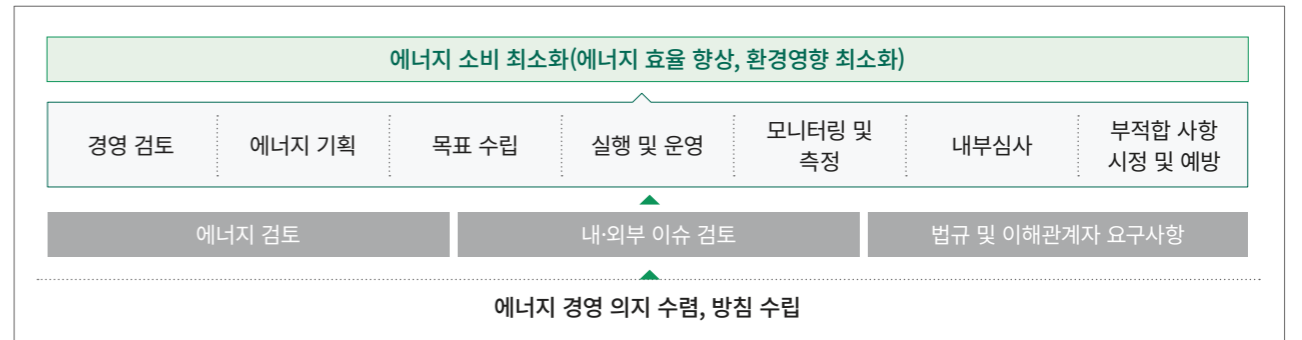 에너지 소비 최소화(에너지 효율 향상, 환경영향 최소화)
경영 검토
에너지 기획
목표 수립
실행 및 운영
모니터링 및
측정
내부심사
부적합 사항
시정 및 예방
에너지 검토
내·외부 이슈 검토
법규 및 이해관계자 요구사항
에너지 경영 의지 수렴, 방침 수립